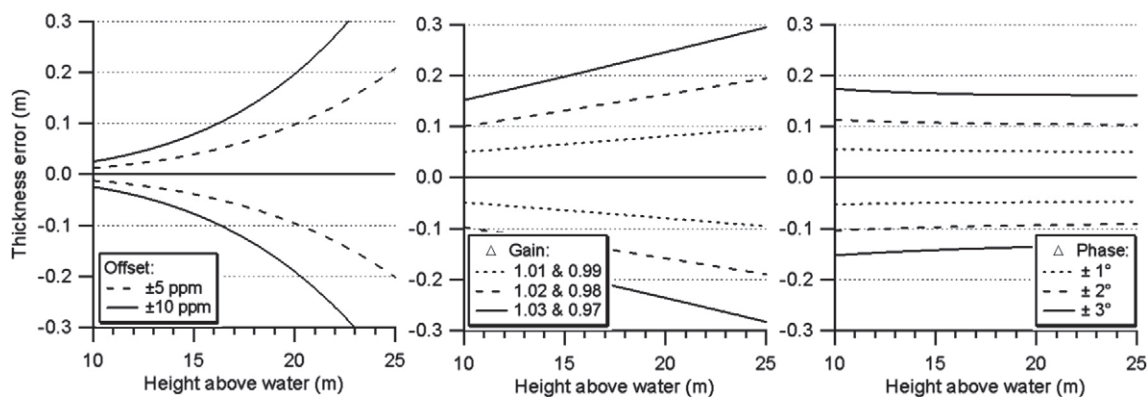 0.3
0.2
0.1
0.0
-0.1
-0.2
-0.3
Thickness error (m)
Offset:
±5 ppm
±10 ppm
10 15 20 25
Height above water (m)
0.3
0.2
0.1
0.0
-0.1
-0.2
-0.3
△ Gain:
1.01 & 0.99
1.02 & 0.98
1.03 & 0.97
10 15 20 25
Height above water (m)
0.3
0.2
0.1
0.0
-0.1
-0.2
-0.3
△ Phase:
± 1°
± 2°
± 3°
10 15 20 25
Height above water (m)